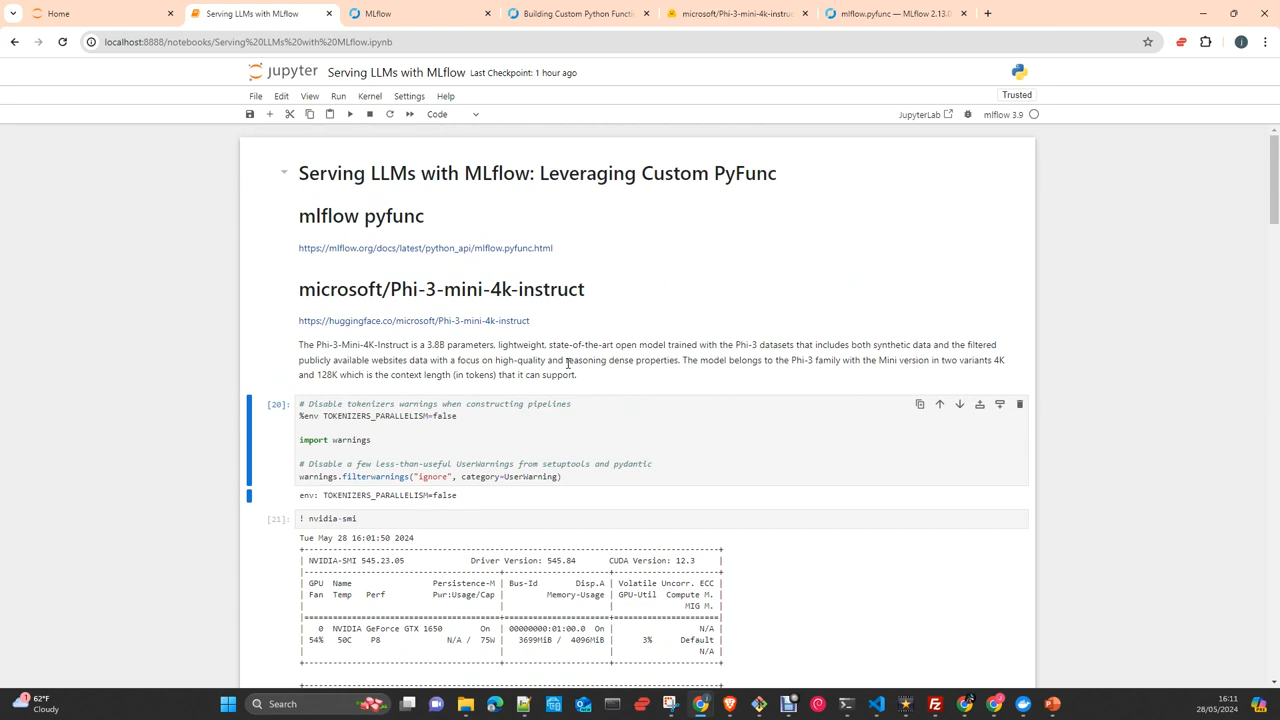 Home
Serving LLMs with MLflow
MLflow
Building Custom Python Functi
microsoft/Phi-3-mini-4k-instruc
mlflow.pyfunc — MLflow 2.13.0
localhost:8888/notebooks/Serving%20LLMs%20with%20MLflow.ipynb
jupyter Serving LLMs with MLflow Last Checkpoint: 1 hour ago
File Edit View Run Kernel Settings Help
Trusted
Code
JupyterLab
mlflow 3.9
Serving LLMs with MLflow: Leveraging Custom PyFunc
mlflow pyfunc
https://mlflow.org/docs/latest/python_api/mlflow.pyfunc.html
microsoft/Phi-3-mini-4k-instruct
https://huggingface.co/microsoft/Phi-3-mini-4k-instruct
The Phi-3-Mini-4K-Instruct is a 3.8B parameters, lightweight, state-of-the-art open model trained with the Phi-3 datasets that includes both synthetic data and the filtered
publicly available websites data with a focus on high-quality and reasoning dense properties. The model belongs to the Phi-3 family with the Mini version in two variants 4K
and 128K which is the context length (in tokens) that it can support.
[20]: # Disable tokenizers warnings when constructing pipelines
%env TOKENIZERS_PARALLELISM=false
import warnings
# Disable a few less-than-useful UserWarnings from setuptools and pydantic
warnings.filterwarnings("ignore", category=UserWarning)
env: TOKENIZERS_PARALLELISM=false
[21]: ! nvidia-smi
Tue May 28 16:01:50 2024
+-----------------------------------------------------------------------------+
| NVIDIA-SMI 545.23.05 Driver Version: 545.84 CUDA Version: 12.3 |
|-------------------------------+----------------------+----------------------+
| GPU Name Persistence-M | Bus-Id Disp.A | Volatile Uncorr. ECC |
| Fan Temp Perf Pwr:Usage/Cap | Memory-Usage | GPU-Util Compute M. |
| | | MIG M. |
|===============================+======================+======================|
| 0 NVIDIA GeForce GTX 1650 On | 00000000:01:00.0 On | N/A |
| 54% 50C P8 N/A / 75W | 3699MiB / 4096MiB | 3% Default |
| | | N/A |
+-------------------------------+----------------------+----------------------+
62°F
Cloudy
Search
16:11
28/05/2024